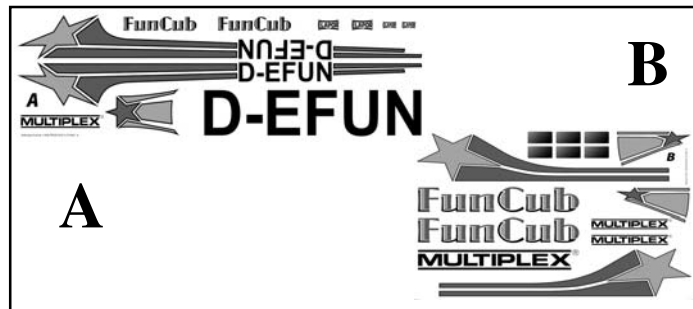 FunCub FunCub
D-EFUN
D-EFUN
A
MULTIPLEX
D-EFUN
B
A
B
FunCub
FunCub
MULTIPLEX
MULTIPLEX
MULTIPLEX®